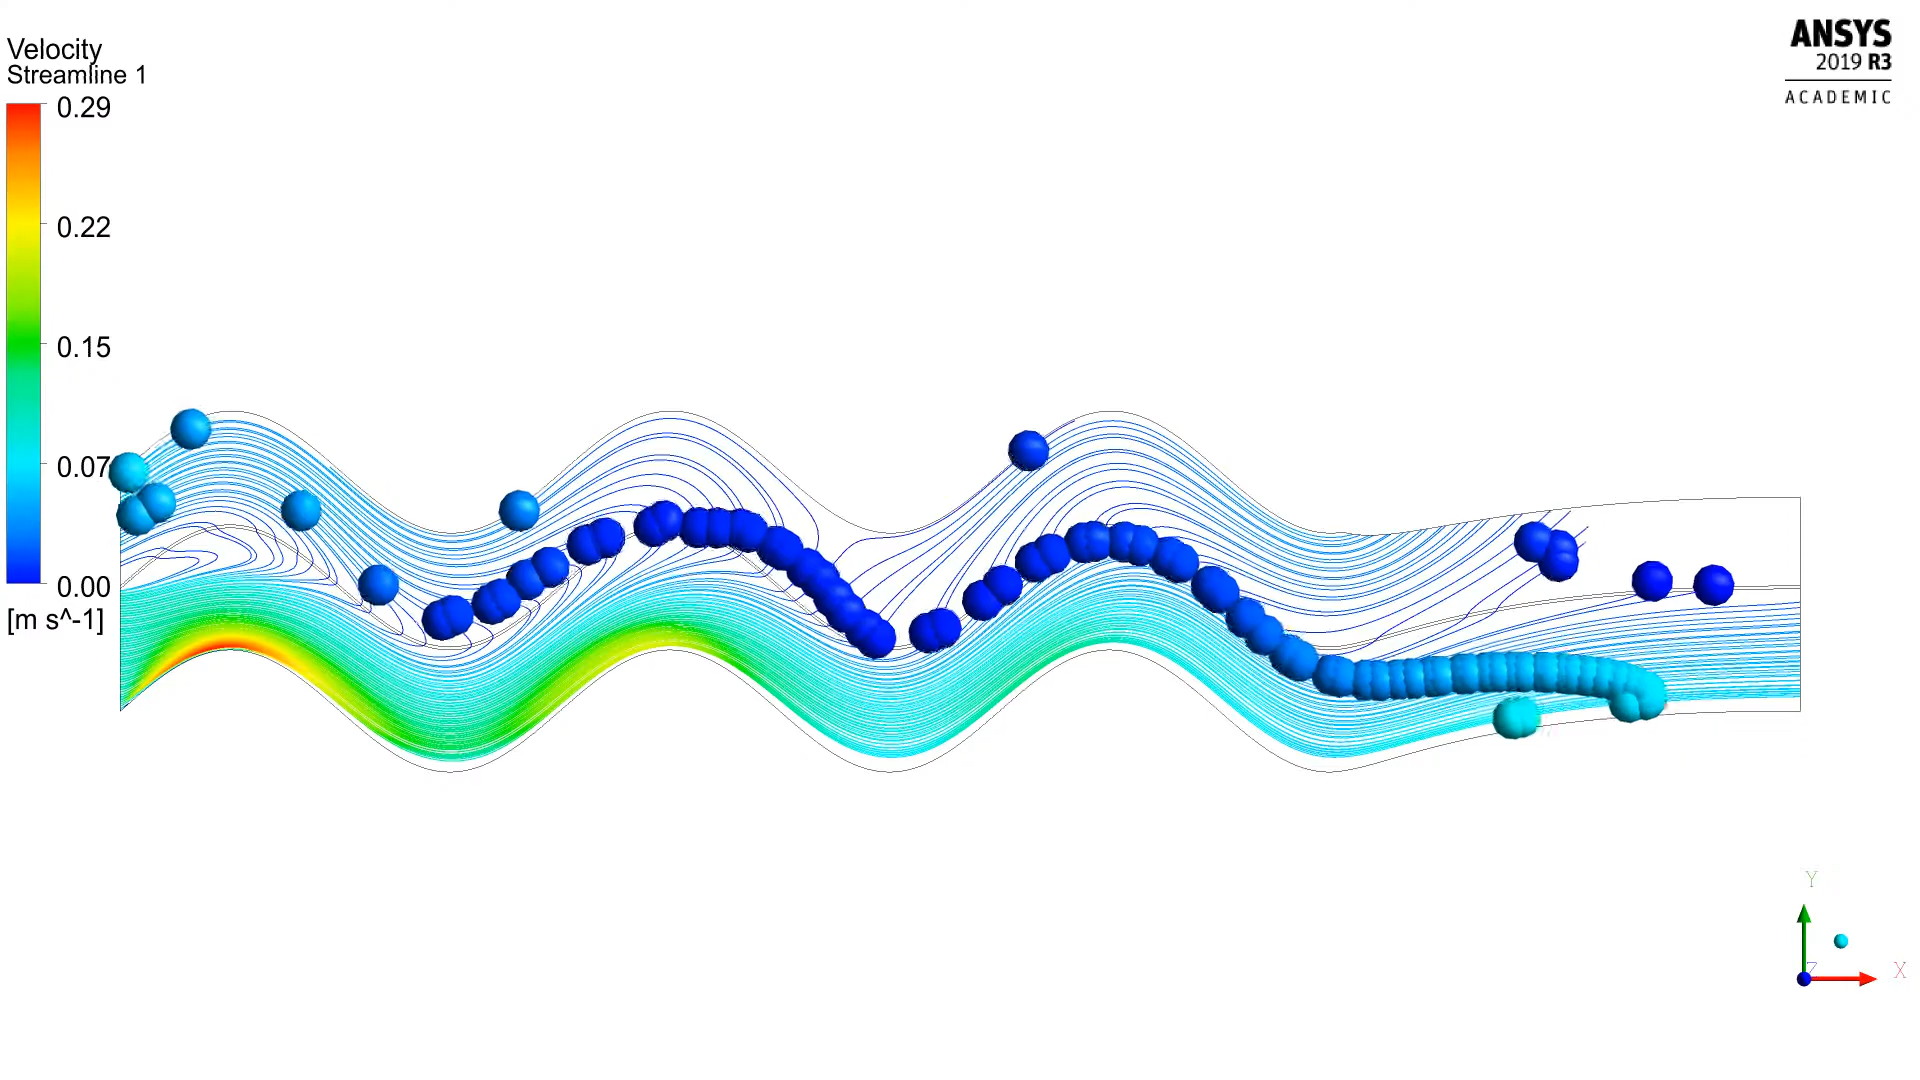 Velocity
Streamline 1
0.29
0.22
0.15
0.07
0.00
[m s^-1]
ANSYS
2019 R3
ACADEMIC
Y
Z
X